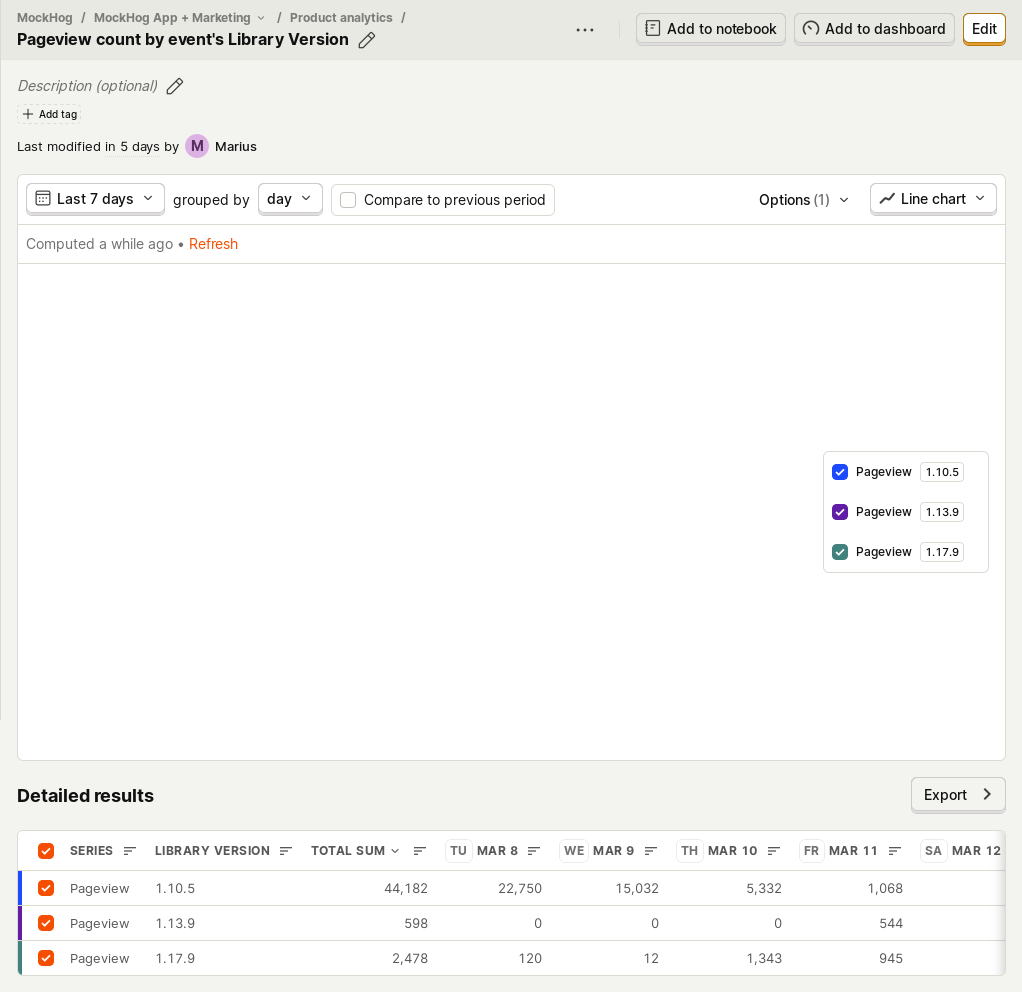 MockHog / MockHog App + Marketing / Product analytics /
Pageview count by event's Library Version
Add to notebook
Add to dashboard
Edit
Description (optional)
Add tag
Last modified in 5 days by M Marius
Last 7 days grouped by day Compare to previous period Options (1) Line chart
Computed a while ago • Refresh
Pageview 1.10.5
Pageview 1.13.9
Pageview 1.17.9
Detailed results
Export
SERIES LIBRARY VERSION TOTAL SUM TU MAR 8 WE MAR 9 TH MAR 10 FR MAR 11 SA MAR 12
Pageview 1.10.5 44,182 22,750 15,032 5,332 1,068
Pageview 1.13.9 598 0 0 0 544
Pageview 1.17.9 2,478 120 12 1,343 945